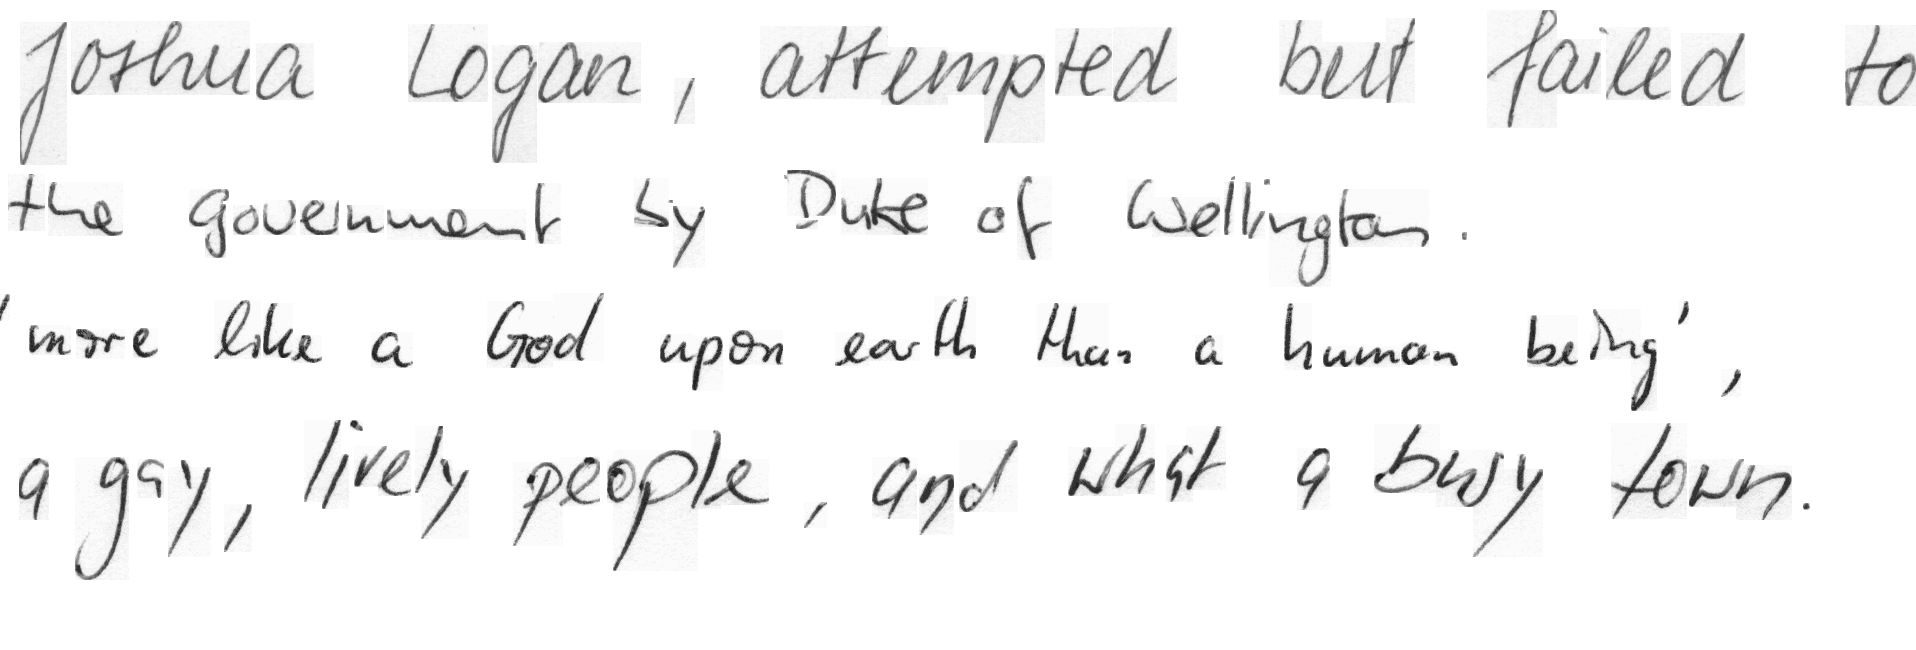 Joshua Logan, attempted but failed to
the government by Duke of Wellington.
'more like a God upon earth than a human being',
a gay, lively people, and what a busy town.